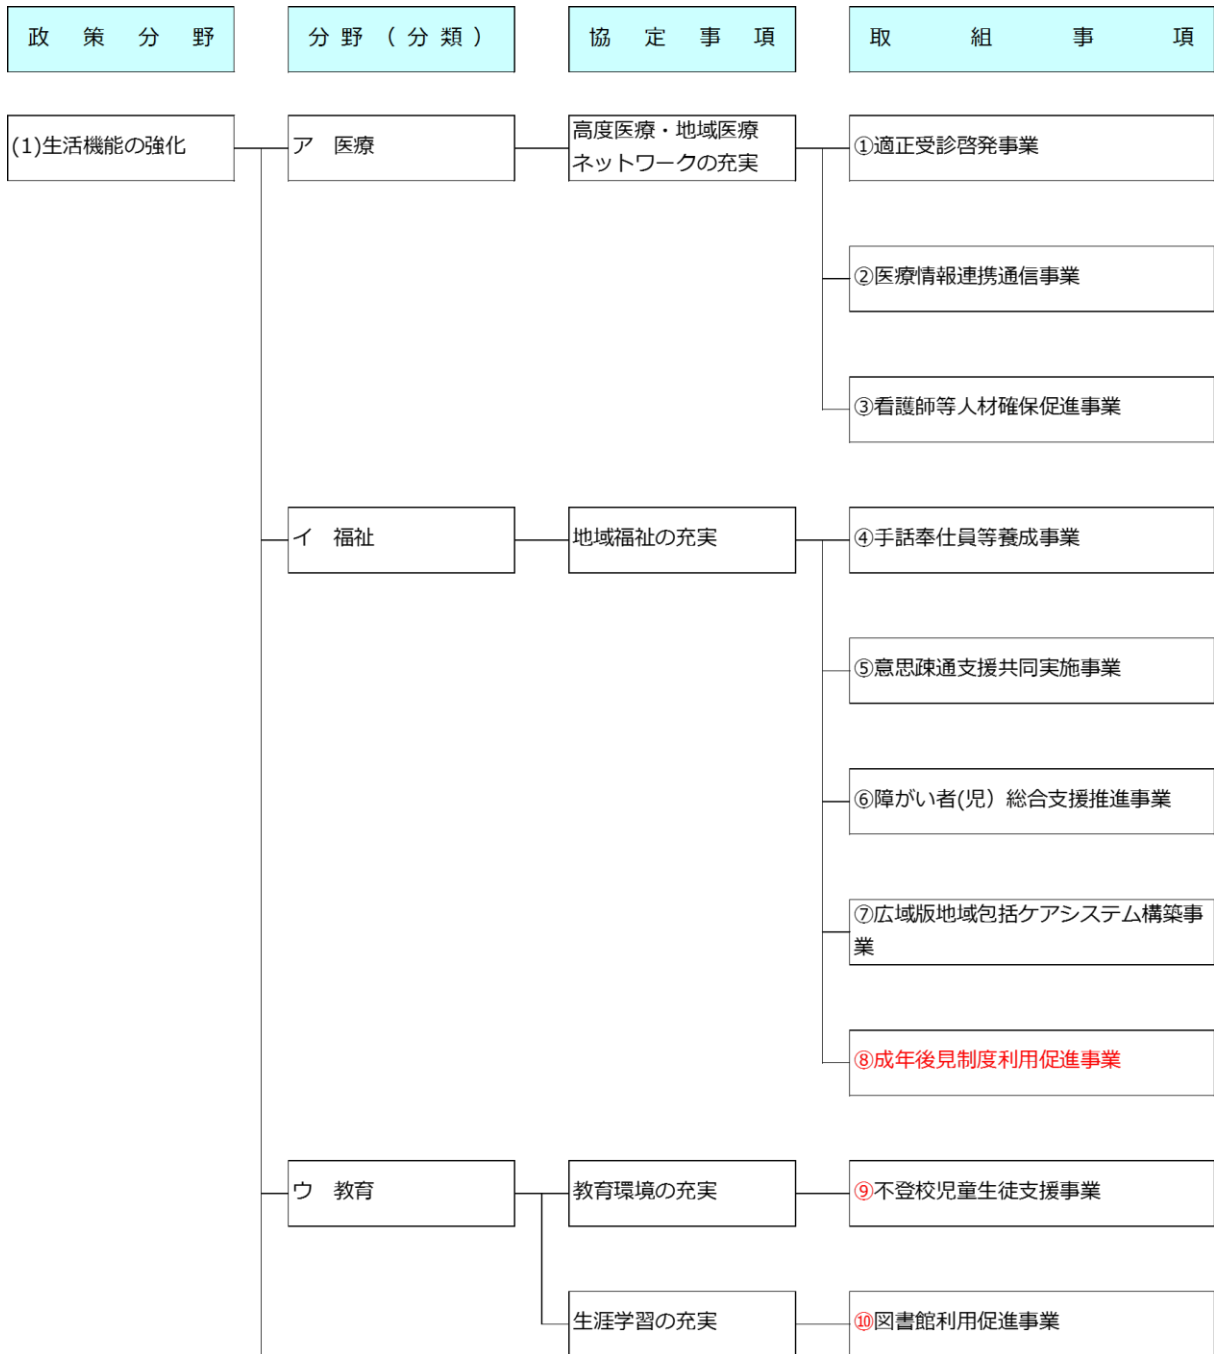 政策分野
分野（分類）
協定事項
取組事項
(1)生活機能の強化
ア　医療
高度医療・地域医療
ネットワークの充実
①適正受診啓発事業
②医療情報連携通信事業
③看護師等人材確保促進事業
イ　福祉
地域福祉の充実
④手話奉仕員等養成事業
⑤意思疎通支援共同実施事業
⑥障がい者(児）総合支援推進事業
⑦広域版地域包括ケアシステム構築事
業
⑧成年後見制度利用促進事業
ウ　教育
教育環境の充実
⑨不登校児童生徒支援事業
生涯学習の充実
⑩図書館利用促進事業